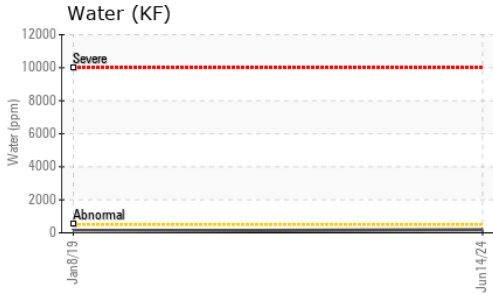 Water (KF)
12000
Severe
10000
8000
Water (ppm)
6000
4000
2000
Abnormal
0
Jan8/19
Jun14/24